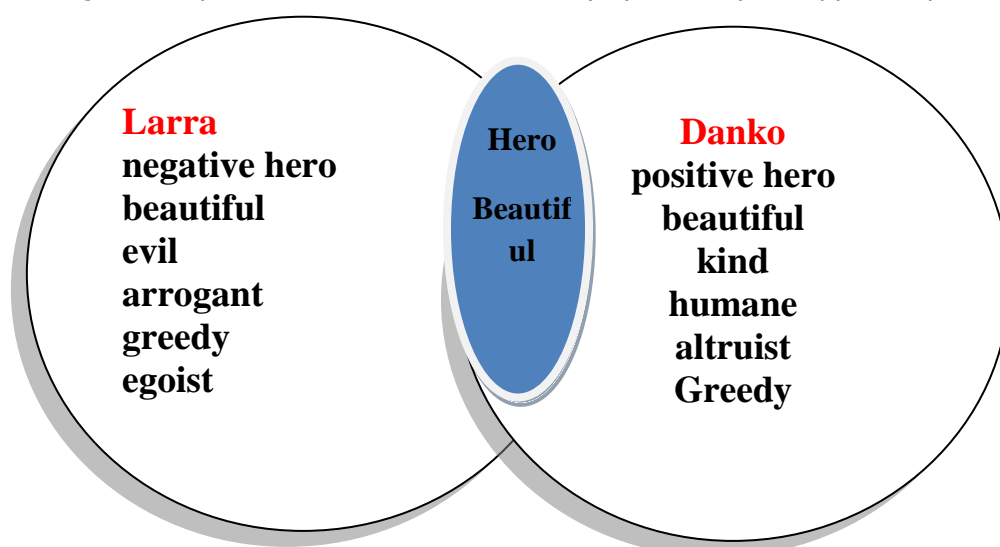 Larra
negative hero
beautiful
evil
arrogant
greedy
egoist
Hero
Beautif
ul
Danko
positive hero
beautiful
kind
humane
altruist
Greedy